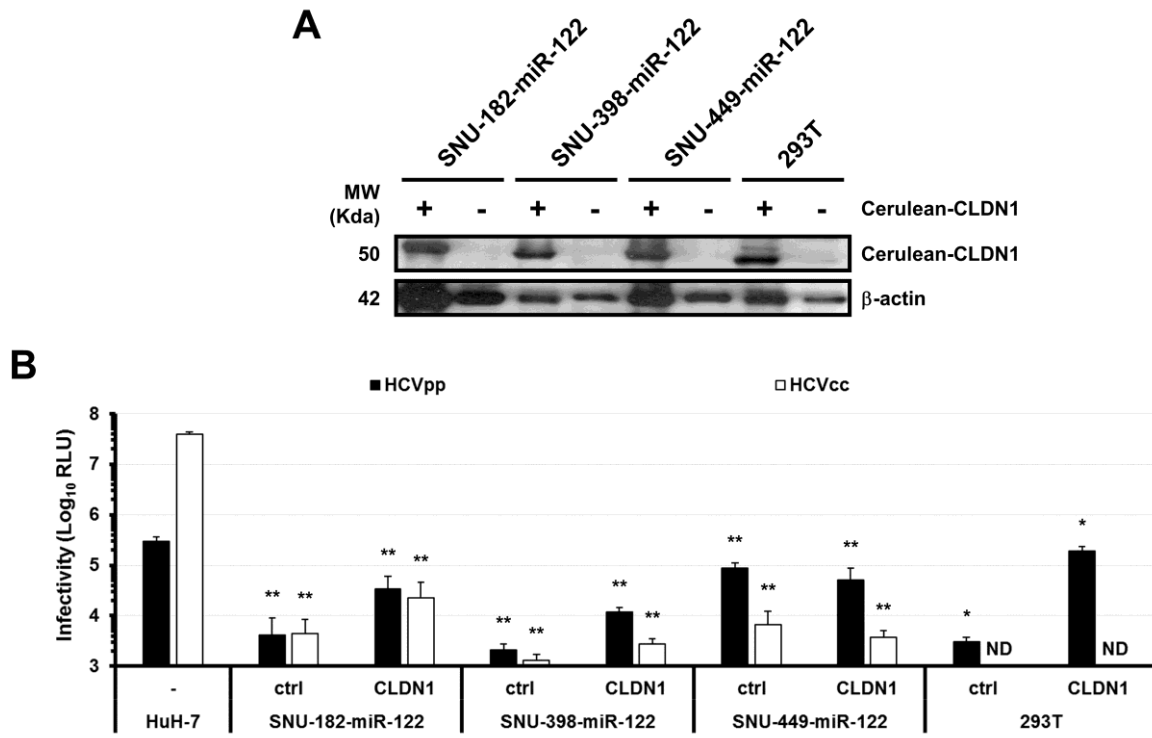 A
SNU-182-miR-122
SNU-398-miR-122
SNU-449-miR-122
293T
MW
(Kda)
+ - + - + - + - Cerulean-CLDN1
50 Cerulean-CLDN1
42 β-actin
B
HCVpp HCVcc
Infectivity (Log10 RLU)
8
7
6
5
4
3
** ** ** ** ** ** ** ** ** ** ** ** * ND * ND
- ctrl CLDN1 ctrl CLDN1 ctrl CLDN1 ctrl CLDN1
HuH-7 SNU-182-miR-122 SNU-398-miR-122 SNU-449-miR-122 293T